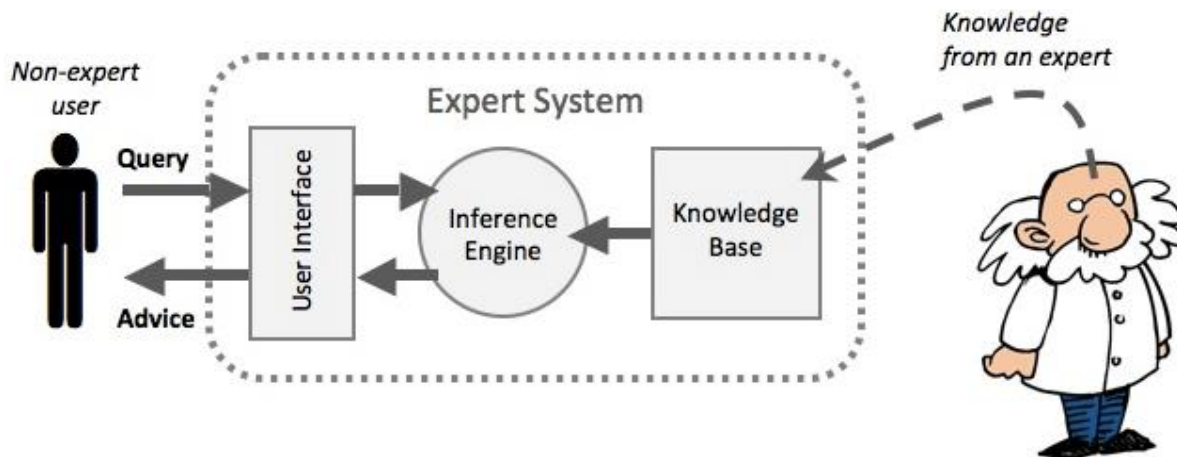 Non-expert
user
Query
Advice
Expert System
User Interface
Inference
Engine
Knowledge
Base
Knowledge
from an expert